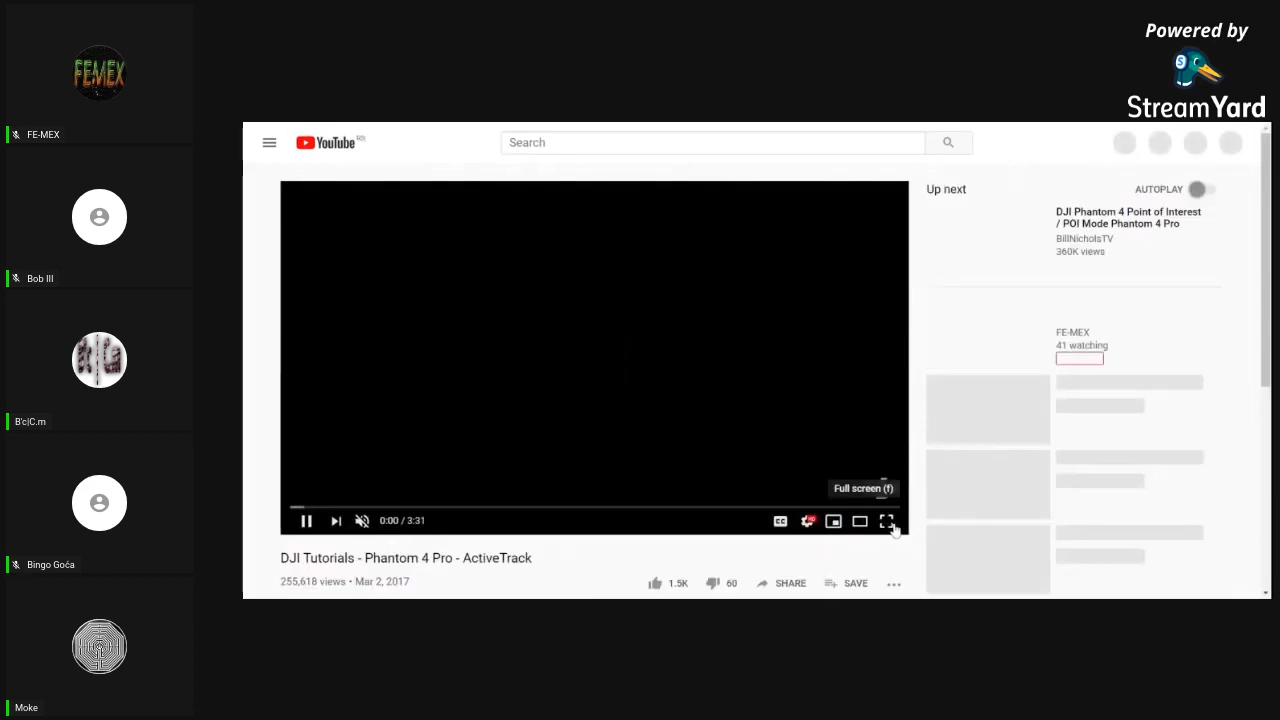 Powered by
StreamYard
FEMEX
FE-MEX
Bob III
B'c|C.m
Bingo Goća
Moke
YouTube
Search
Up next
AUTOPLAY
DJI Phantom 4 Point of Interest
/ POI Mode Phantom 4 Pro
BillNicholsTV
360K views
FE-MEX
41 watching
Full screen (f)
0:00 / 3:31
CC
HD
DJI Tutorials - Phantom 4 Pro - ActiveTrack
255,618 views • Mar 2, 2017
1.5K
60
SHARE
SAVE